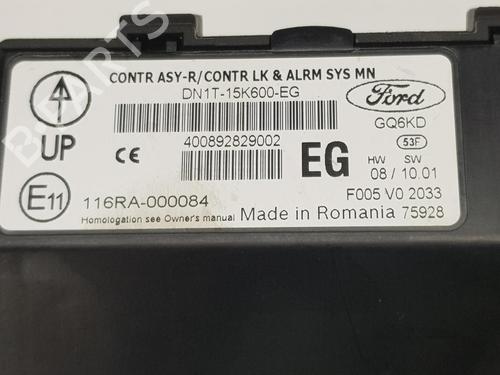 CONTR ASY-R/CONTR LK & ALRM SYS MN
DN1T-15K600-EG
Ford
GQ6KD
UP
400892829002
EG
53F
HW SW
08 / 10.01
E11
116RA-000084
F005 V0 2033
Homologation see Owner's manual
Made in Romania 75928
B-PARTS